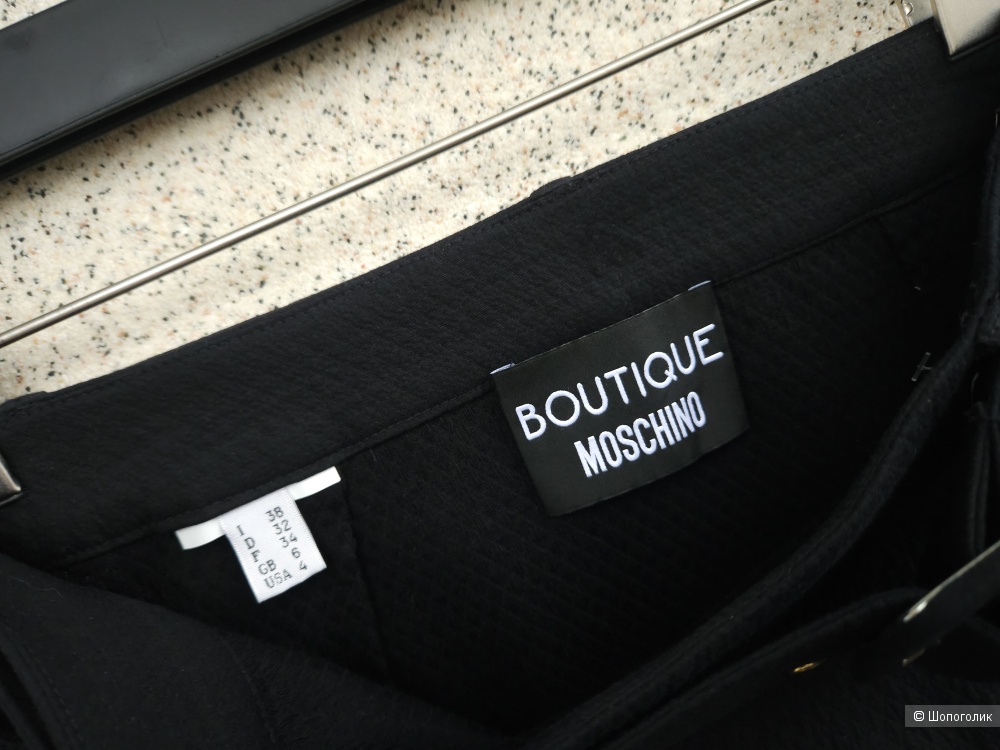 BOUTIQUE
MOSCHINO
I 38
D 32
F 34
GB 6
USA 4
© Шопоголик